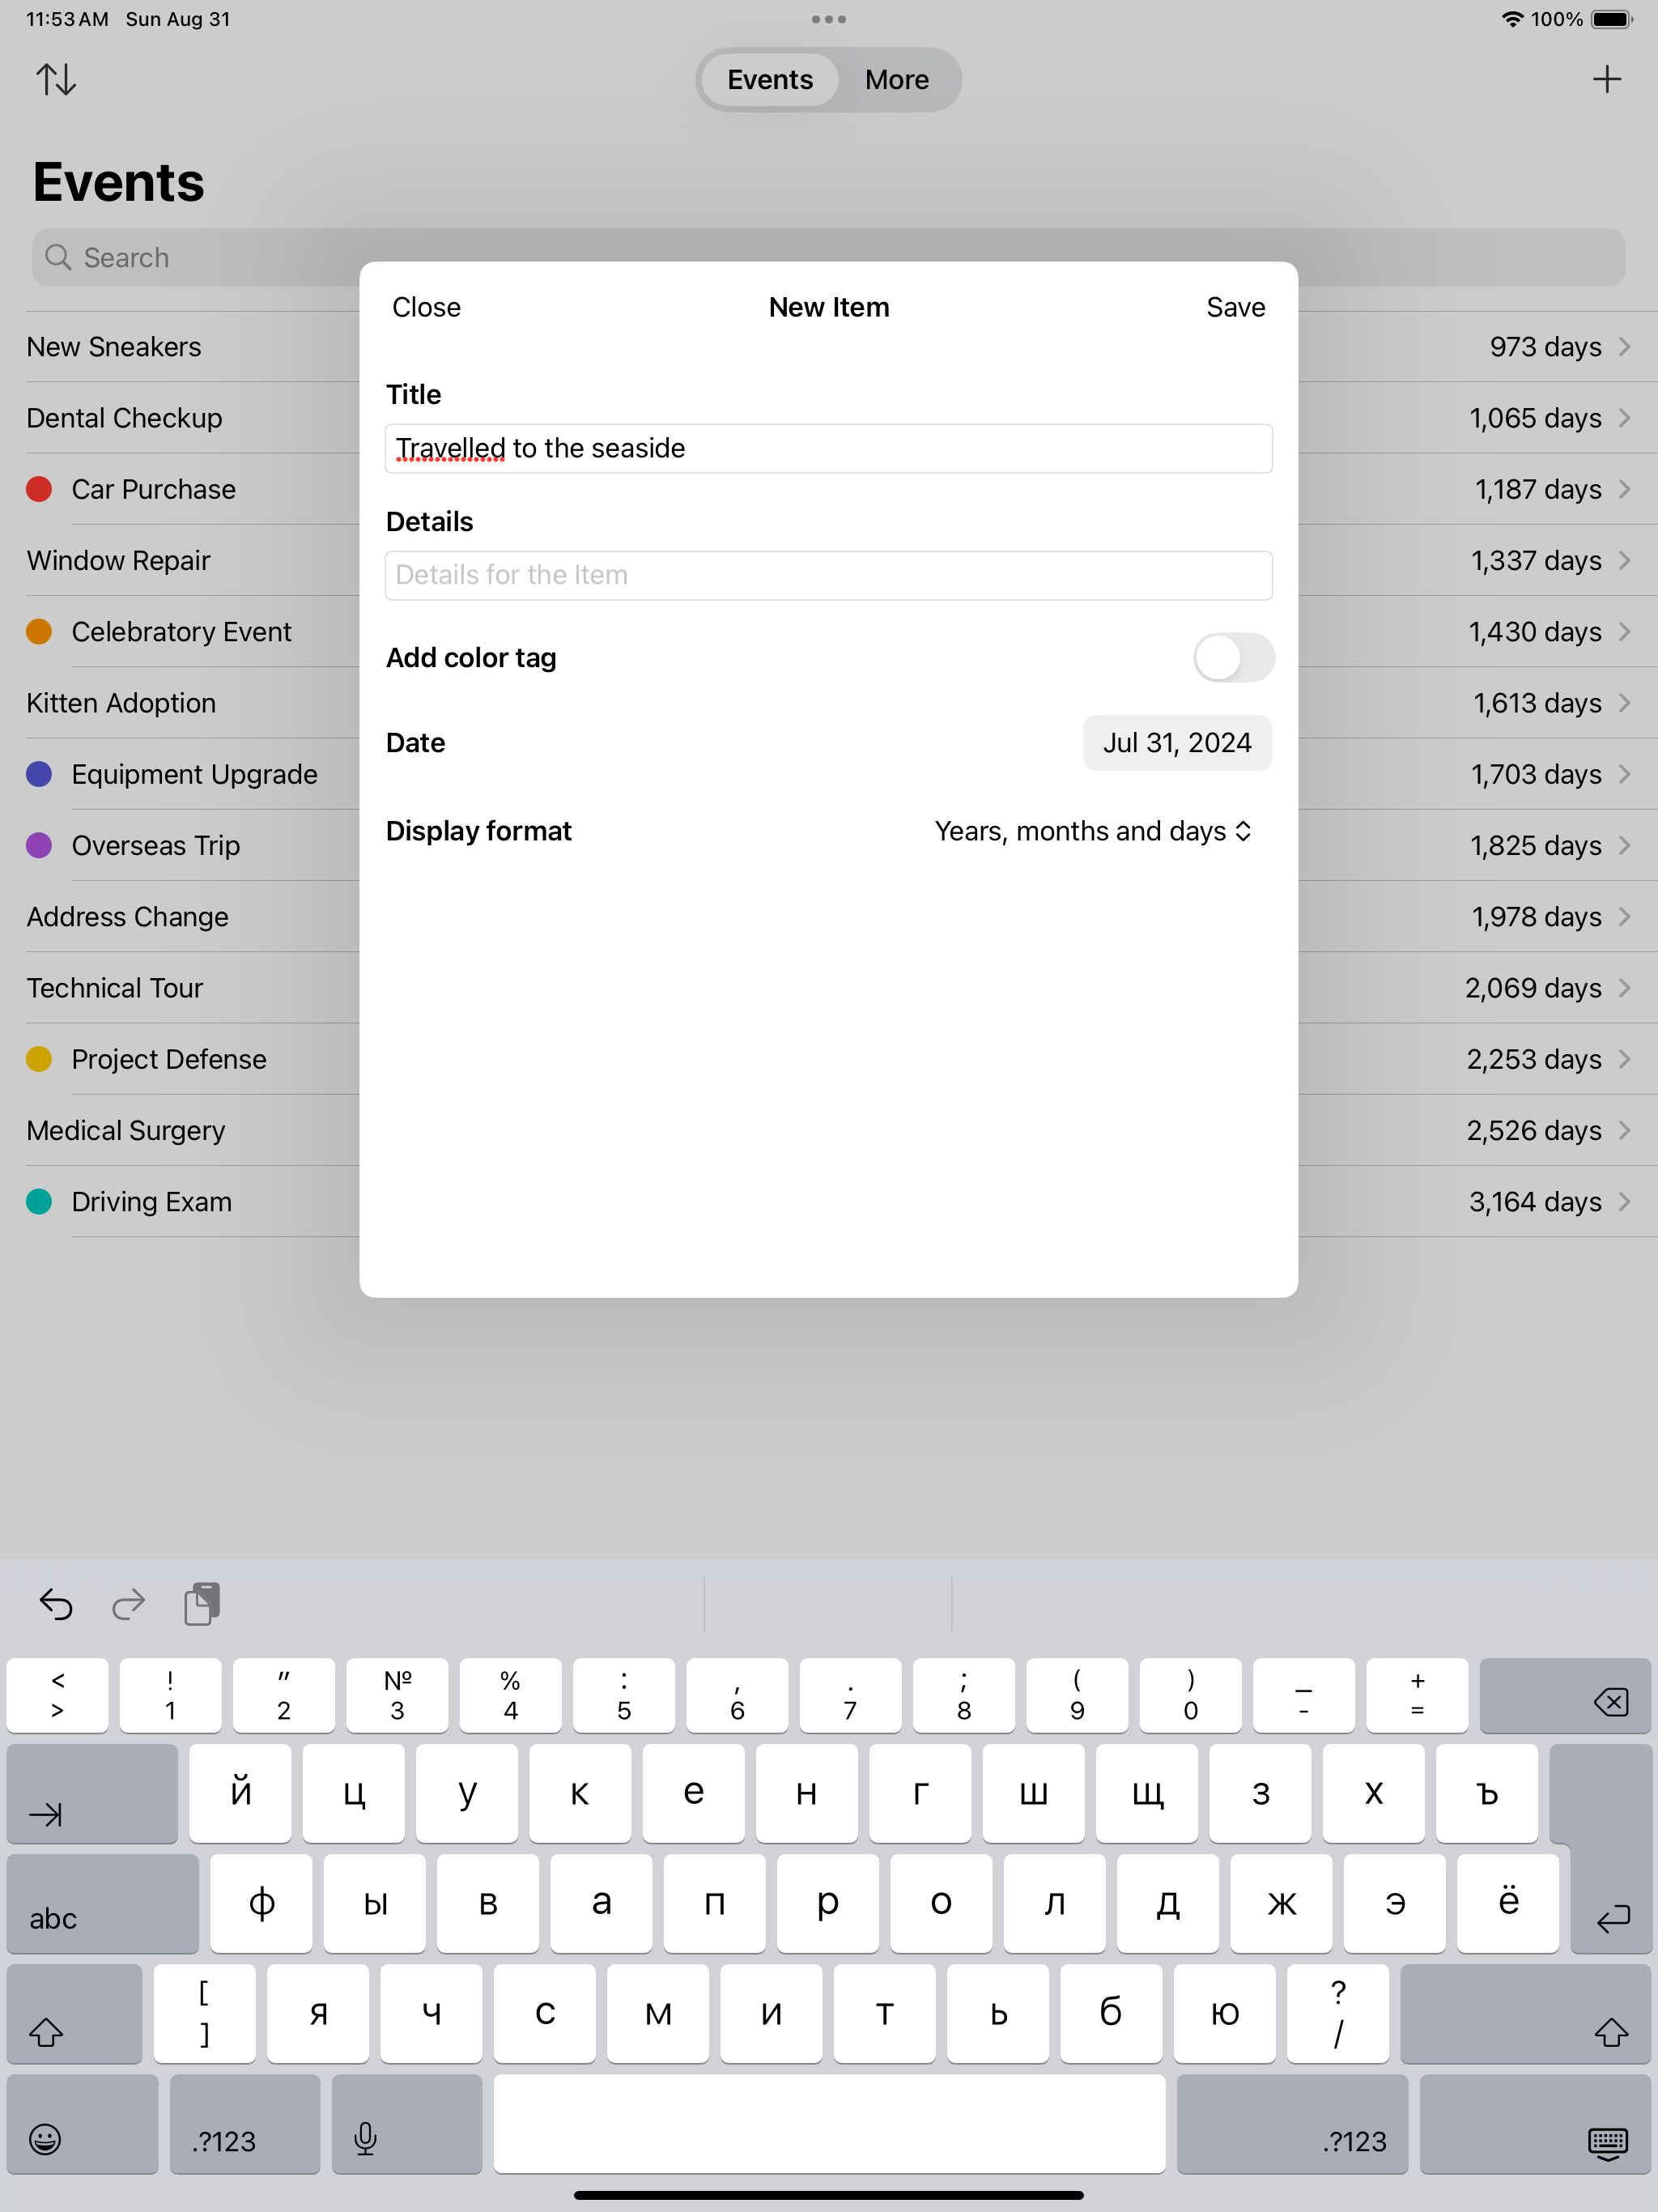 11:53 AM Sun Aug 31
100%
Events More
Events
Search
Close New Item Save
New Sneakers 973 days
Title
Dental Checkup 1,065 days
Travelled to the seaside
Car Purchase 1,187 days
Details
Window Repair 1,337 days
Details for the Item
Celebratory Event 1,430 days
Add color tag
Kitten Adoption 1,613 days
Date Jul 31, 2024
Equipment Upgrade 1,703 days
Display format Years, months and days
Overseas Trip 1,825 days
Address Change 1,978 days
Technical Tour 2,069 days
Project Defense 2,253 days
Medical Surgery 2,526 days
Driving Exam 3,164 days
< ! " № % : , . ; ( ) _ +
> 1 2 3 4 5 6 7 8 9 0 - =
й ц у к е н г ш щ з х ъ
abc ф ы в а п р о л д ж э ё
[ ] я ч с м и т ь б ю ? /
.?123 .?123